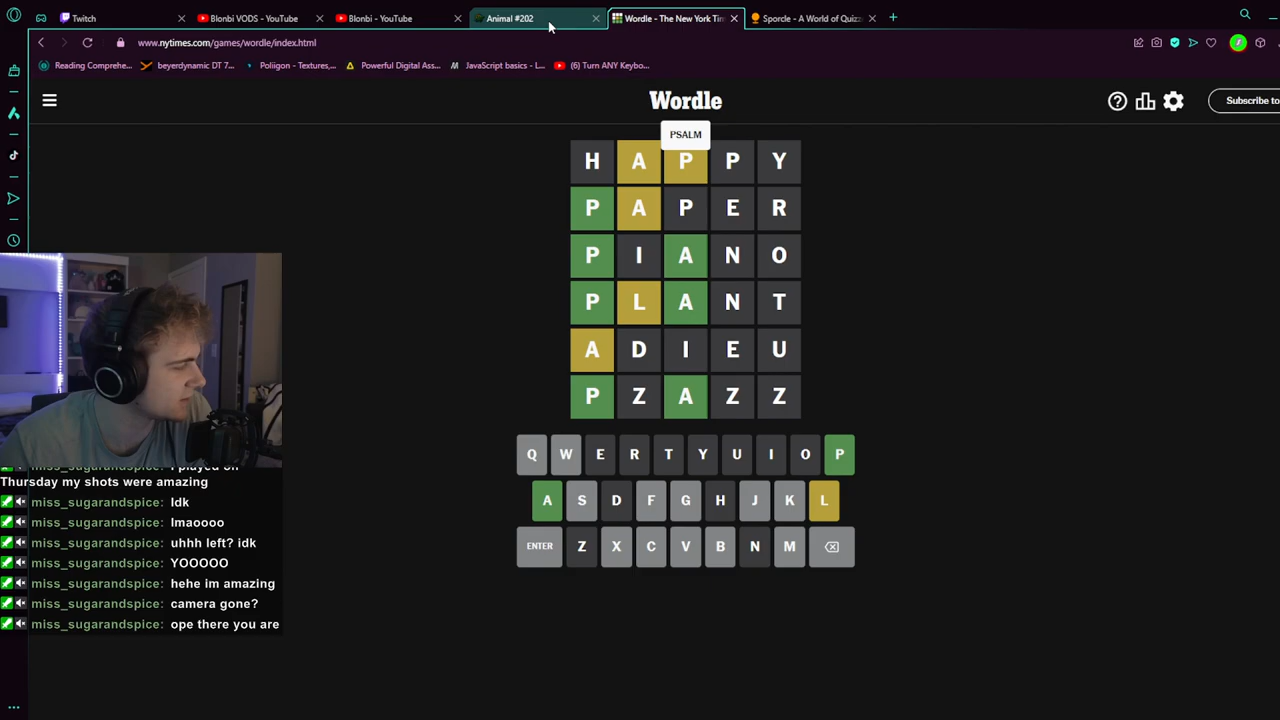 Twitch
Blonbi VODS - YouTube
Blonbi - YouTube
Animal #202
Wordle - The New York Tim
Sporcle - A World of Quizz
www.nytimes.com/games/wordle/index.html
Reading Comprehe...
beyerdynamic DT 7...
Poliigon - Textures,...
Powerful Digital Ass...
JavaScript basics - L...
(6) Turn ANY Keybo...
Wordle
Subscribe to
PSALM
H A P P Y
P A P E R
P I A N O
P L A N T
A D I E U
P Z A Z Z
Q W E R T Y U I O P
A S D F G H J K L
ENTER Z X C V B N M
Thursday my shots were amazing
miss_sugarandspice: Idk
miss_sugarandspice: lmaoooo
miss_sugarandspice: uhhh left? idk
miss_sugarandspice: YOOOOO
miss_sugarandspice: hehe im amazing
miss_sugarandspice: camera gone?
miss_sugarandspice: ope there you are